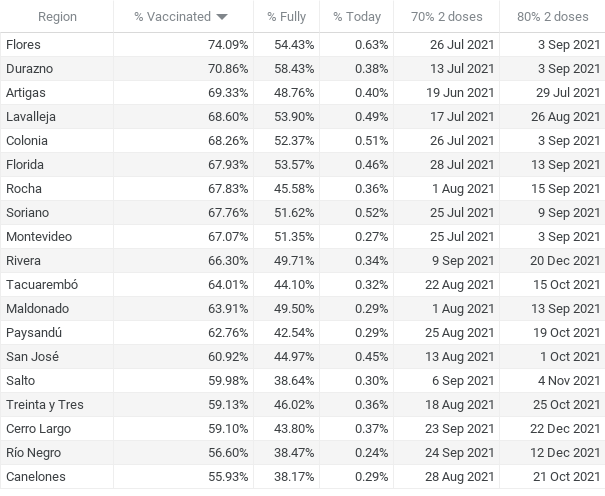 Region % Vaccinated % Fully % Today 70% 2 doses 80% 2 doses
Flores 74.09% 54.43% 0.63% 26 Jul 2021 3 Sep 2021
Durazno 70.86% 58.43% 0.38% 13 Jul 2021 3 Sep 2021
Artigas 69.33% 48.76% 0.40% 19 Jun 2021 29 Jul 2021
Lavalleja 68.60% 53.90% 0.49% 17 Jul 2021 26 Aug 2021
Colonia 68.26% 52.37% 0.51% 26 Jul 2021 3 Sep 2021
Florida 67.93% 53.57% 0.46% 28 Jul 2021 13 Sep 2021
Rocha 67.83% 45.58% 0.36% 1 Aug 2021 15 Sep 2021
Soriano 67.76% 51.62% 0.52% 25 Jul 2021 9 Sep 2021
Montevideo 67.07% 51.35% 0.27% 25 Jul 2021 3 Sep 2021
Rivera 66.30% 49.71% 0.34% 9 Sep 2021 20 Dec 2021
Tacuarembó 64.01% 44.10% 0.32% 22 Aug 2021 15 Oct 2021
Maldonado 63.91% 49.50% 0.29% 1 Aug 2021 13 Sep 2021
Paysandú 62.76% 42.54% 0.29% 25 Aug 2021 19 Oct 2021
San José 60.92% 44.97% 0.45% 13 Aug 2021 1 Oct 2021
Salto 59.98% 38.64% 0.30% 6 Sep 2021 4 Nov 2021
Treinta y Tres 59.13% 46.02% 0.36% 18 Aug 2021 25 Oct 2021
Cerro Largo 59.10% 43.80% 0.37% 23 Sep 2021 22 Dec 2021
Río Negro 56.60% 38.47% 0.24% 24 Sep 2021 12 Dec 2021
Canelones 55.93% 38.17% 0.29% 28 Aug 2021 21 Oct 2021